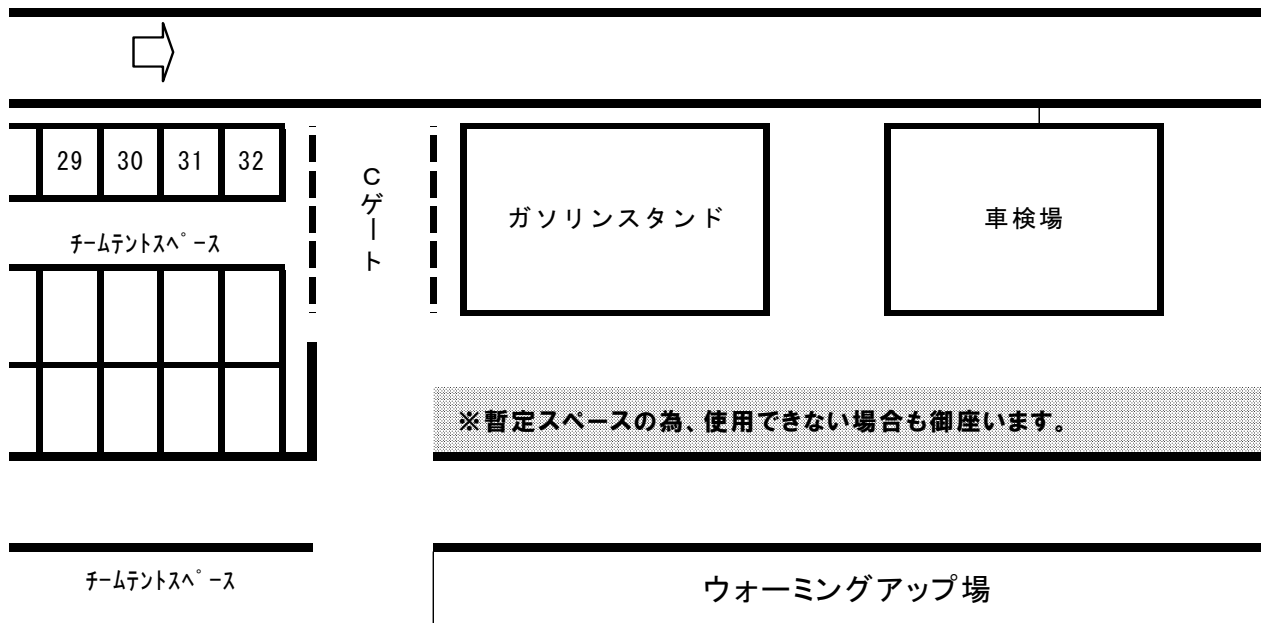 29 30 31 32
Cゲート
ガソリンスタンド
車検場
ﾁｰﾑﾃﾝﾄｽﾍﾟｰｽ
※暫定スペースの為、使用できない場合も御座います。
ﾁｰﾑﾃﾝﾄｽﾍﾟｰｽ
ウォーミングアップ場